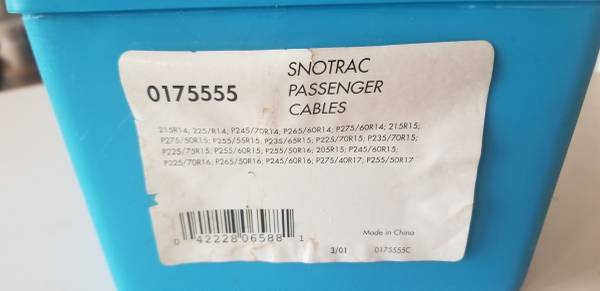 0175555
SNOTRAC
PASSENGER
CABLES
215R14; 225/R14; P245/70R14; P265/60R14; P275/60R14; 215R15;
P275/50R15; P255/55R15; P235/65R15; P225/70R15; P235/70R15;
P225/75R15; P255/60R15; P255/50R16; 205R15; P245/60R15;
P225/70R16; P265/50R16; P245/60R16; P275/40R17; P255/50R17
0 42228 06588 1
Made in China
3/01 0175555C